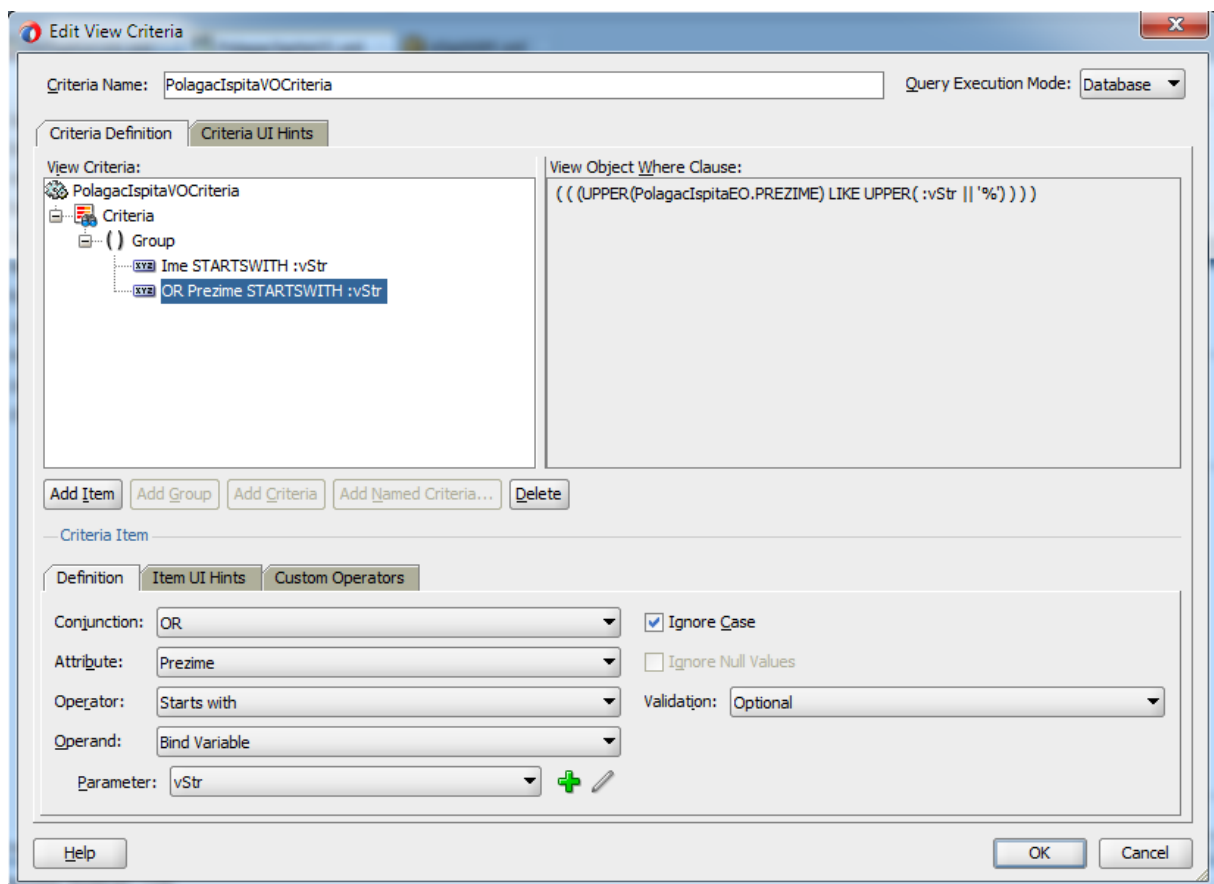 Edit View Criteria
Criteria Name: PolagacIspitaVOCriteria Query Execution Mode: Database
Criteria Definition Criteria UI Hints
View Criteria: View Object Where Clause:
PolagacIspitaVOCriteria ( ( (UPPER(PolagacIspitaEO.PREZIME) LIKE UPPER( :vStr || '%') ) ) )
Criteria
( ) Group
XYZ Ime STARTSWITH :vStr
XYZ OR Prezime STARTSWITH :vStr
Add Item Add Group Add Criteria Add Named Criteria... Delete
Criteria Item
Definition Item UI Hints Custom Operators
Conjunction: OR Ignore Case
Attribute: Prezime Ignore Null Values
Operator: Starts with Validation: Optional
Operand: Bind Variable
Parameter: vStr
Help OK Cancel